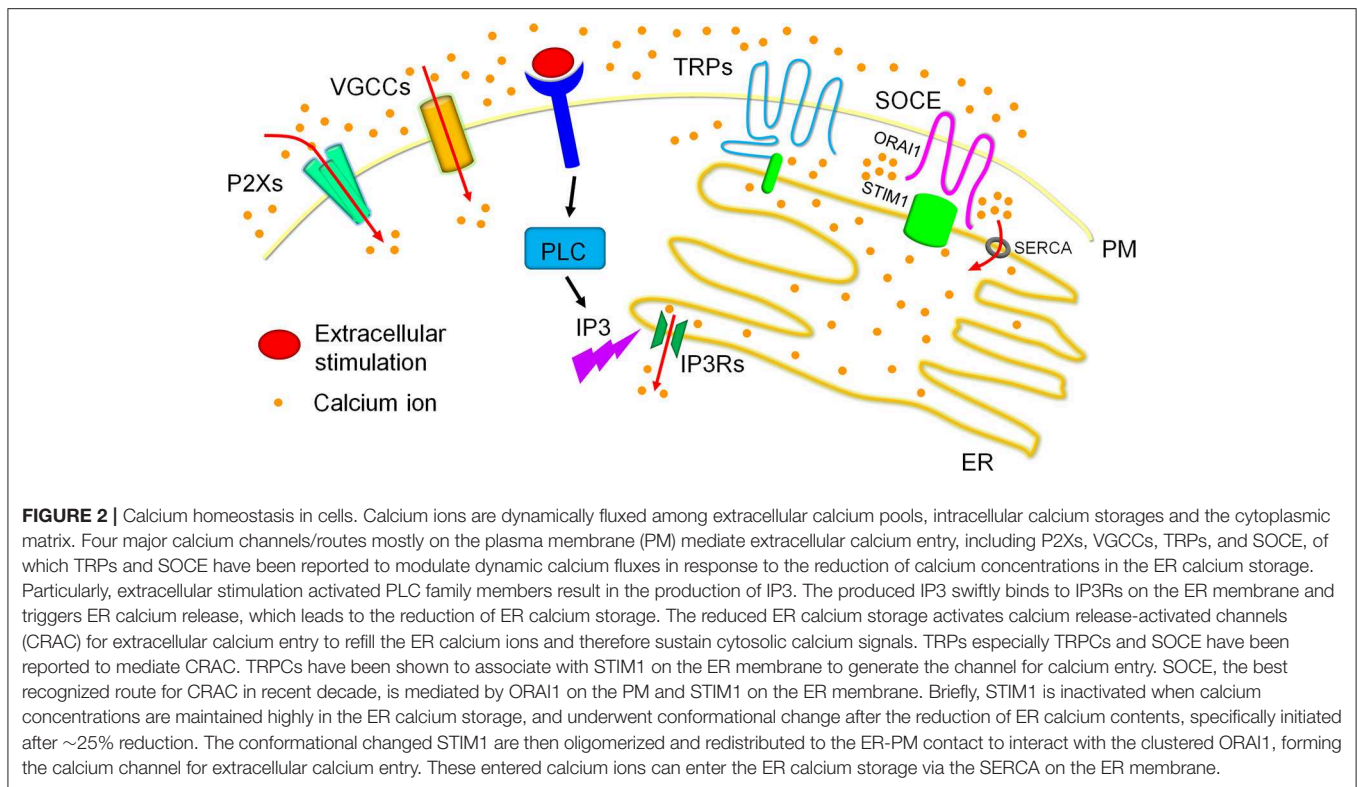 TRPs
VGCCs
SOCE
ORAI1
P2Xs
STIM1
SERCA
PM
PLC
IP3
IP3Rs
Extracellular
stimulation
Calcium ion
ER
FIGURE 2 | Calcium homeostasis in cells. Calcium ions are dynamically fluxed among extracellular calcium pools, intracellular calcium storages and the cytoplasmic
matrix. Four major calcium channels/routes mostly on the plasma membrane (PM) mediate extracellular calcium entry, including P2Xs, VGCCs, TRPs, and SOCE, of
which TRPs and SOCE have been reported to modulate dynamic calcium fluxes in response to the reduction of calcium concentrations in the ER calcium storage.
Particularly, extracellular stimulation activated PLC family members result in the production of IP3. The produced IP3 swiftly binds to IP3Rs on the ER membrane and
triggers ER calcium release, which leads to the reduction of ER calcium storage. The reduced ER calcium storage activates calcium release-activated channels
(CRAC) for extracellular calcium entry to refill the ER calcium ions and therefore sustain cytosolic calcium signals. TRPs especially TRPCs and SOCE have been
reported to mediate CRAC. TRPCs have been shown to associate with STIM1 on the ER membrane to generate the channel for calcium entry. SOCE, the best
recognized route for CRAC in recent decade, is mediated by ORAI1 on the PM and STIM1 on the ER membrane. Briefly, STIM1 is inactivated when calcium
concentrations are maintained highly in the ER calcium storage, and underwent conformational change after the reduction of ER calcium contents, specifically initiated
after ~25% reduction. The conformational changed STIM1 are then oligomerized and redistributed to the ER-PM contact to interact with the clustered ORAI1, forming
the calcium channel for extracellular calcium entry. These entered calcium ions can enter the ER calcium storage via the SERCA on the ER membrane.